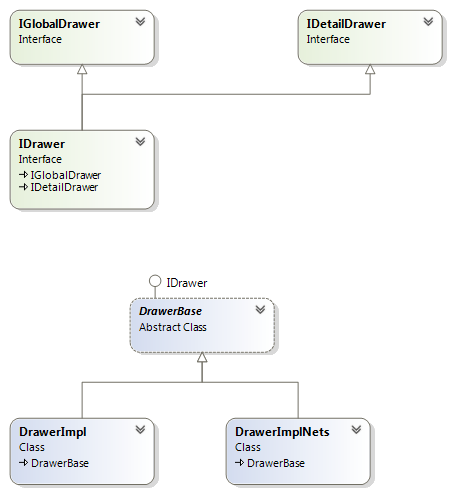 IGlobalDrawer
Interface
IDetailDrawer
Interface
IDrawer
Interface
IGlobalDrawer
IDetailDrawer
IDrawer
DrawerBase
Abstract Class
DrawerImpl
Class
DrawerBase
DrawerImplNets
Class
DrawerBase